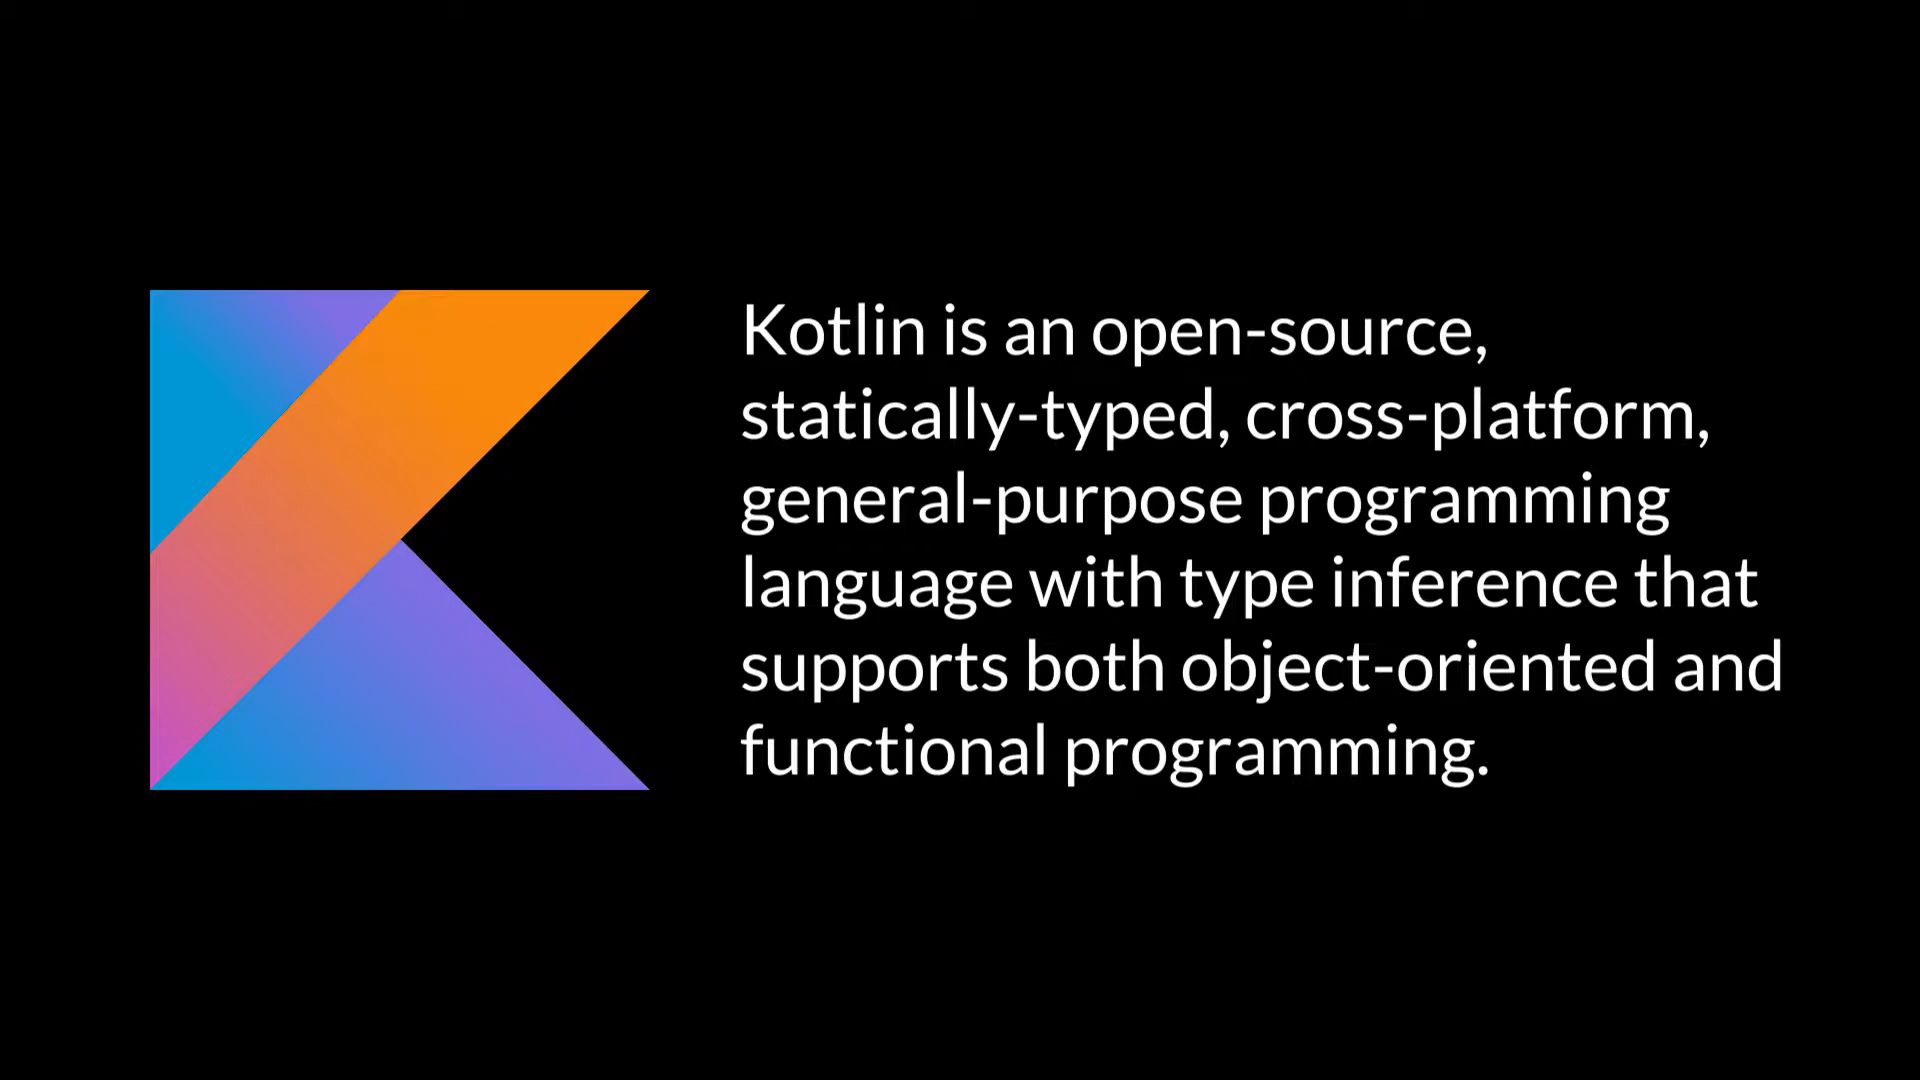 Kotlin is an open-source,
statically-typed, cross-platform,
general-purpose programming
language with type inference that
supports both object-oriented and
functional programming.